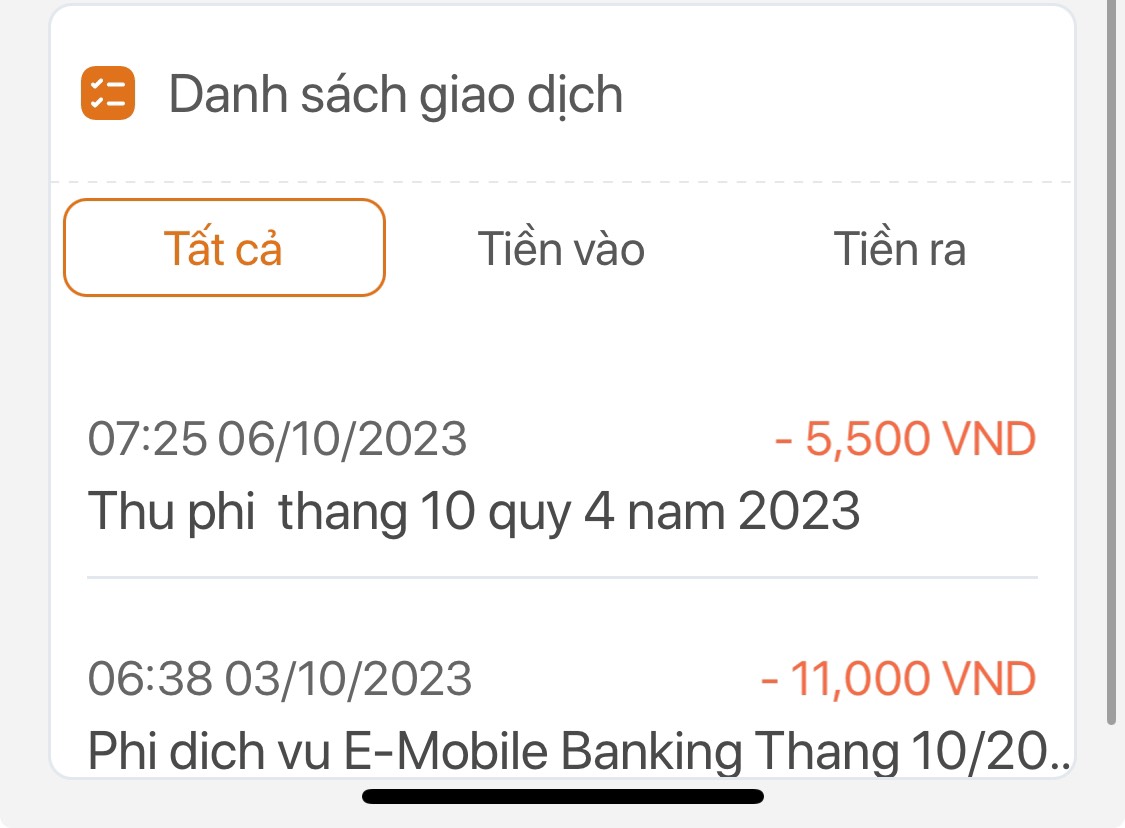 Danh sách giao dịch
Tất cả Tiền vào Tiền ra
07:25 06/10/2023 - 5,500 VND
Thu phi  thang 10 quy 4 nam 2023
06:38 03/10/2023 - 11,000 VND
Phi dich vu E-Mobile Banking Thang 10/20..